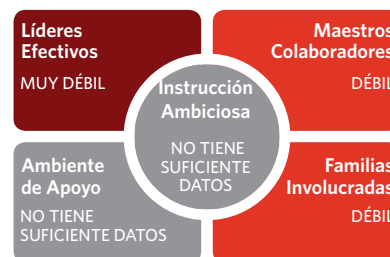 Líderes
Efectivos
MUY DÉBIL
Maestros
Colaboradores
DÉBIL
Instrucción
Ambiciosa
NO TIENE
SUFICIENTE
DATOS
Ambiente
de Apoyo
NO TIENE
SUFICIENTE DATOS
Familias
Involucradas
DÉBIL